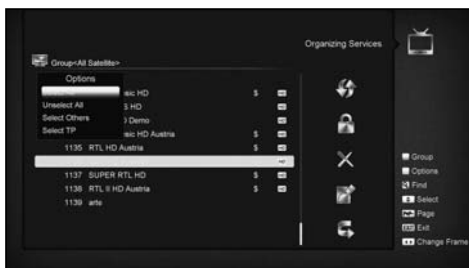 Organizing Services
Group<All Satellite>
Options
Unselect All
Select Others
Select TP
sic HD $
S HD
Demo
sic HD Austria $
1135 RTL HD Austria $
1137 SUPER RTL HD $
1138 RTL II HD Austria $
1139 arte
Group
Options
Find
Select
Page
Exit
Change Frame